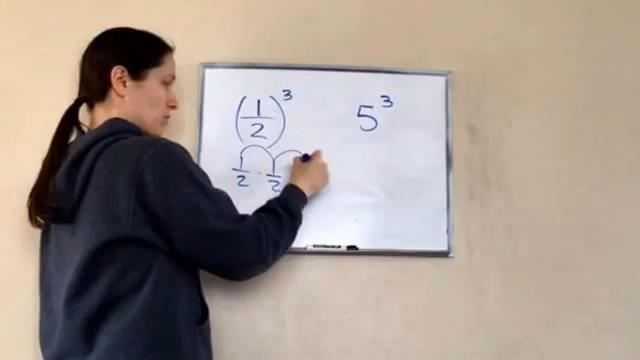 (1/2)³ 5³
1/2 · 1/2